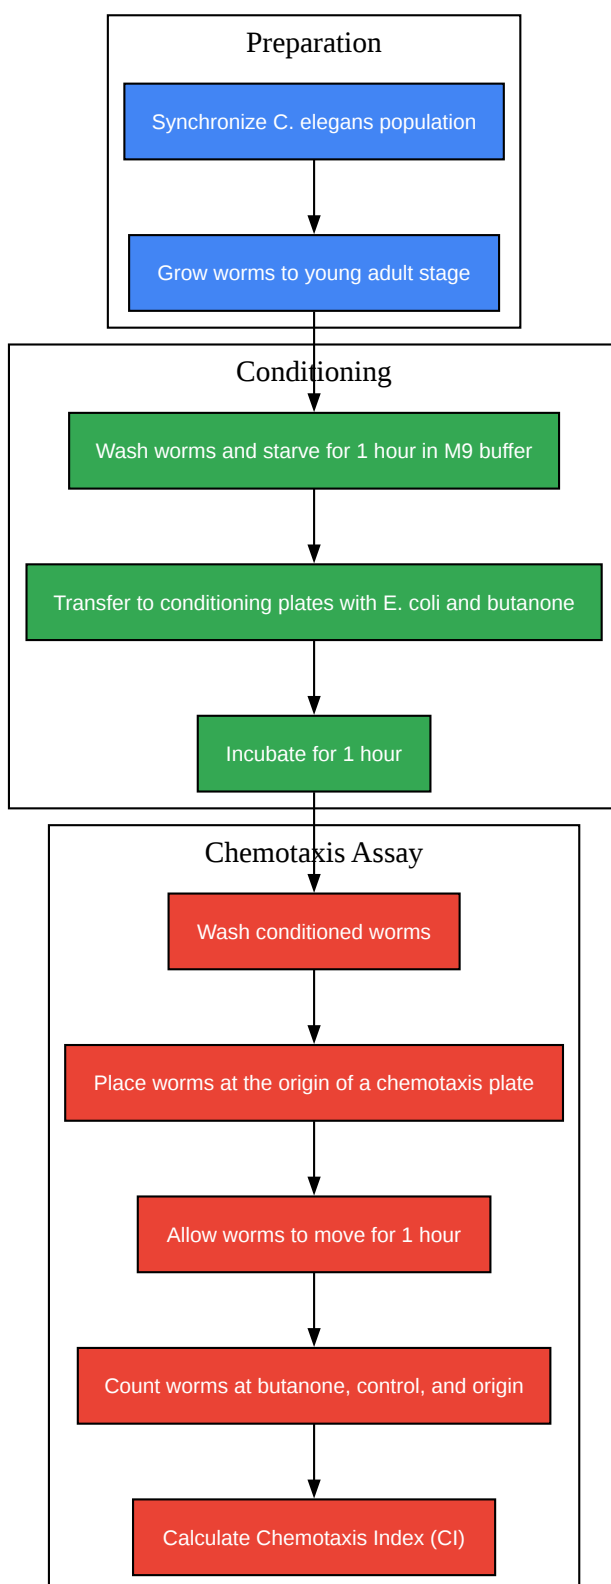 Preparation
Synchronize C. elegans population
Grow worms to young adult stage
Conditioning
Wash worms and starve for 1 hour in M9 buffer
Transfer to conditioning plates with E. coli and butanone
Incubate for 1 hour
Chemotaxis Assay
Wash conditioned worms
Place worms at the origin of a chemotaxis plate
Allow worms to move for 1 hour
Count worms at butanone, control, and origin
Calculate Chemotaxis Index (CI)